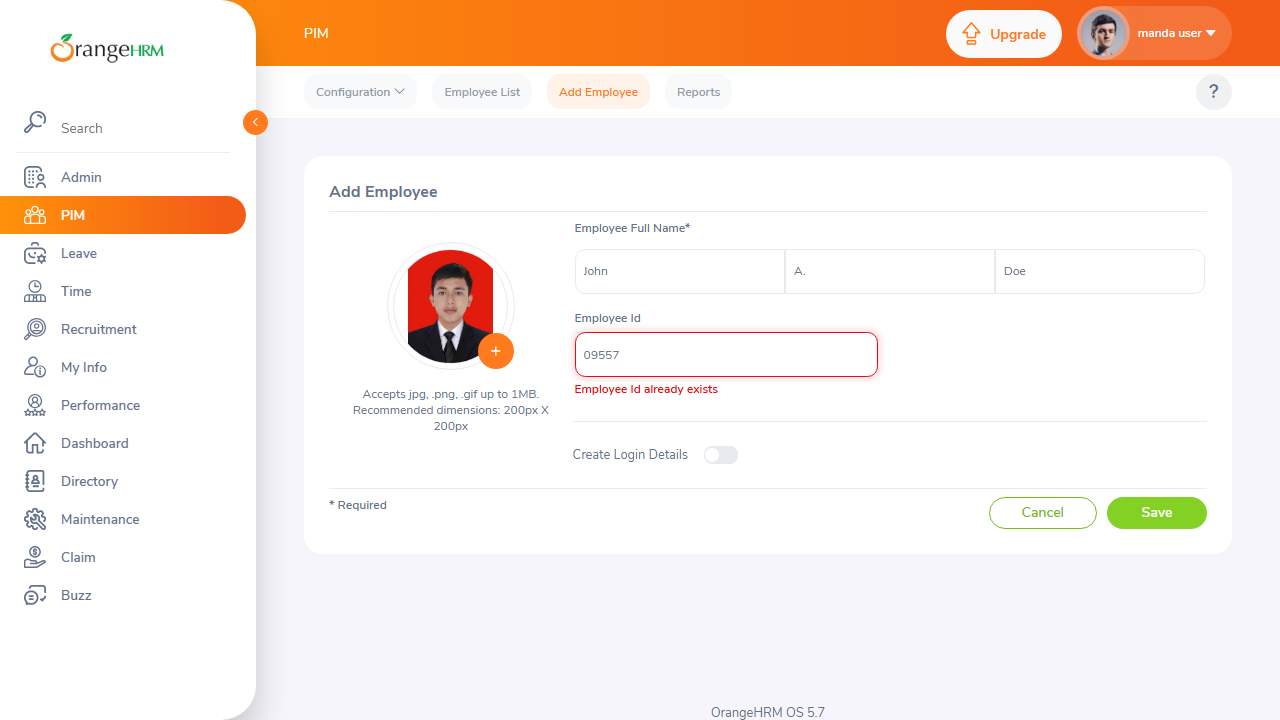 OrangeHRM
PIM
Upgrade
manda user
Configuration
Employee List
Add Employee
Reports
?
Search
Admin
PIM
Leave
Time
Recruitment
My Info
Performance
Dashboard
Directory
Maintenance
Claim
Buzz
Add Employee
Employee Full Name*
John
A.
Doe
Employee Id
09557
Employee Id already exists
+
Accepts jpg, .png, .gif up to 1MB.
Recommended dimensions: 200px X
200px
Create Login Details
* Required
Cancel
Save
OrangeHRM OS 5.7